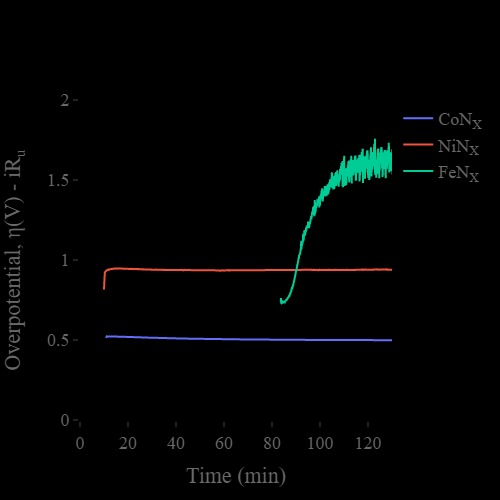 2
1.5
1
0.5
0
0 20 40 60 80 100 120
Time (min)
Overpotential, η(V) - iRᵤ
CoNX
NiNX
FeNX